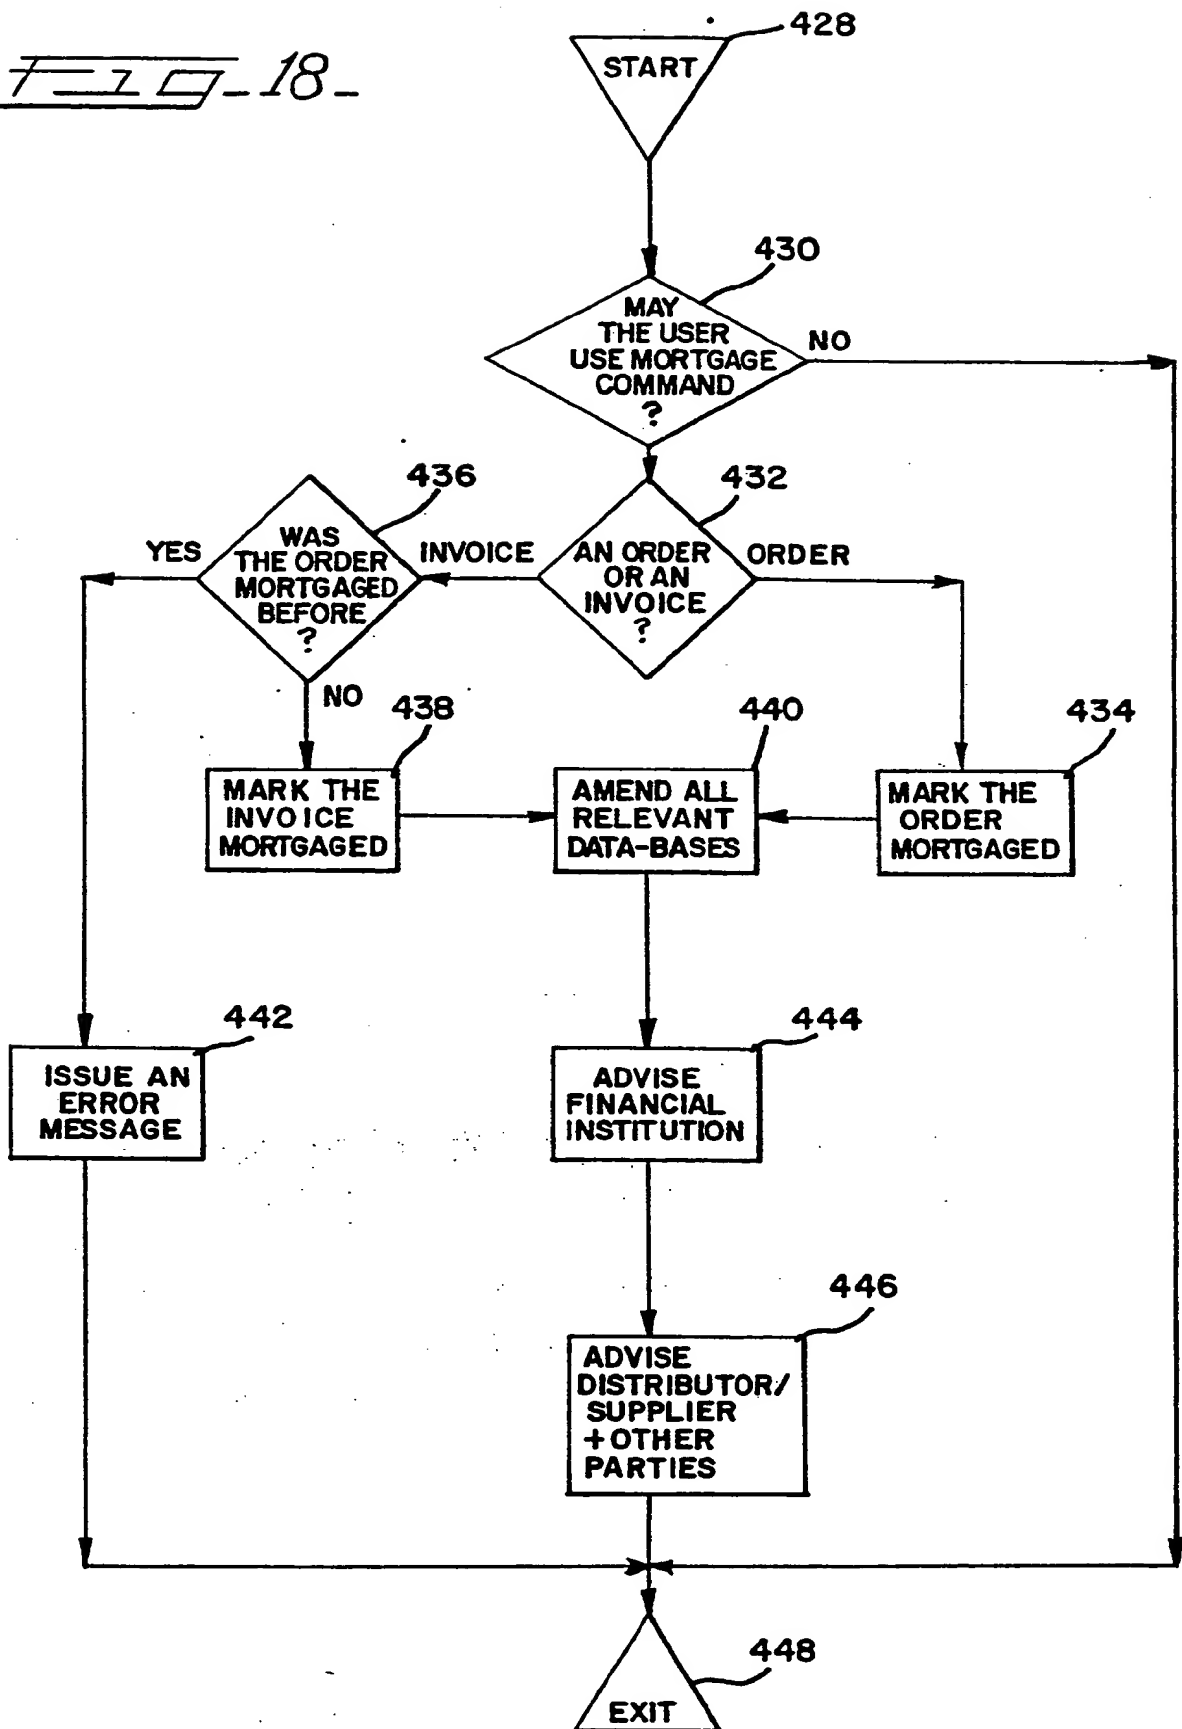 Fig-18-
428
START
430
MAY
THE USER
USE MORTGAGE
COMMAND
?
NO
436
432
YES
WAS
THE ORDER
MORTGAGED
BEFORE
?
INVOICE
AN ORDER
OR AN
INVOICE
?
ORDER
NO
438
440
434
MARK THE
INVOICE
MORTGAGED
AMEND ALL
RELEVANT
DATA-BASES
MARK THE
ORDER
MORTGAGED
442
444
ISSUE AN
ERROR
MESSAGE
ADVISE
FINANCIAL
INSTITUTION
446
ADVISE
DISTRIBUTOR/
SUPPLIER
+OTHER
PARTIES
448
EXIT